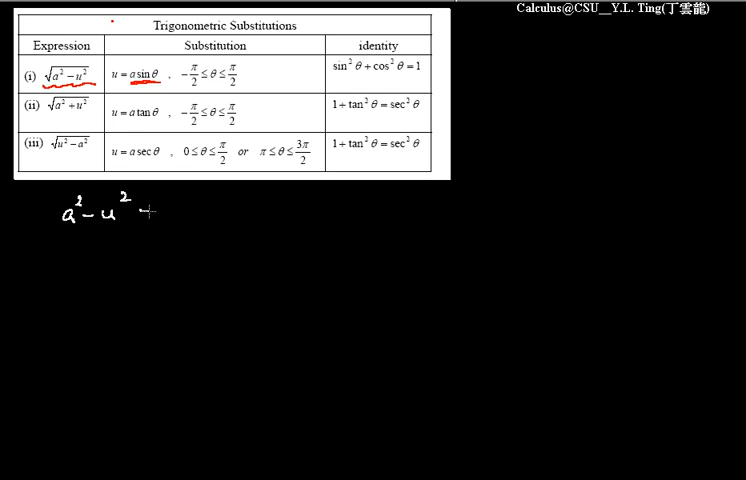 Calculus@CSU__Y.L. Ting(丁雲龍)
Trigonometric Substitutions
Expression Substitution identity
(i) √(a² − u²) u = a sin θ , −π/2 ≤ θ ≤ π/2 sin² θ + cos² θ = 1
(ii) √(a² + u²) u = a tan θ , −π/2 ≤ θ ≤ π/2 1 + tan² θ = sec² θ
(iii) √(u² − a²) u = a sec θ , 0 ≤ θ ≤ π/2 or π ≤ θ ≤ 3π/2 1 + tan² θ = sec² θ
a² − u²